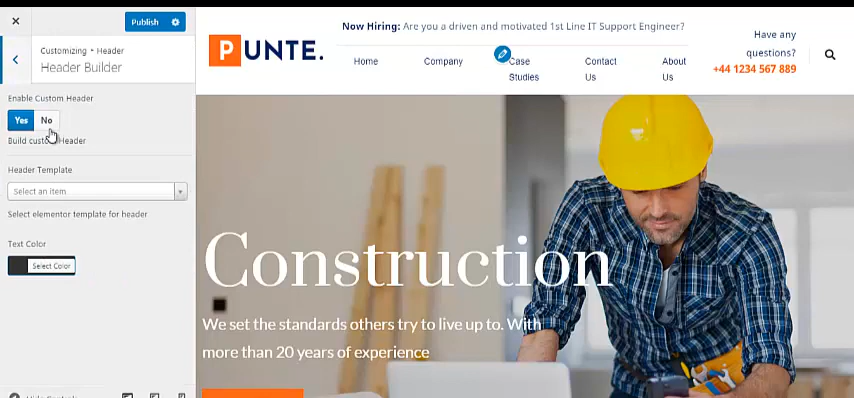 Publish
Customizing • Header
Header Builder
Enable Custom Header
Yes No
Build custom Header
Header Template
Select an item
Select elementor template for header
Text Color
Select Color
PUNTE.
Now Hiring: Are you a driven and motivated 1st Line IT Support Engineer?
Home
Company
Case
Studies
Contact
Us
About
Us
Have any
questions?
+44 1234 567 889
Construction
We set the standards others try to live up to. With
more than 20 years of experience